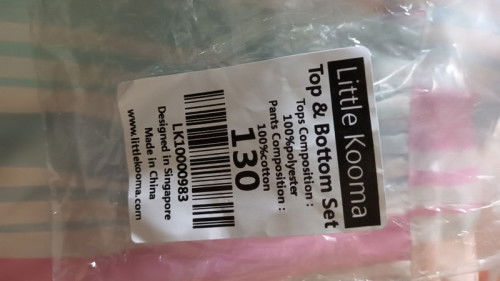 Little Kooma
Top & Bottom Set
Tops Composition :
100%polyester
Pants Composition :
100%cotton
130
LK10000983
Designed in Singapore
Made in China
www.littlekooma.com